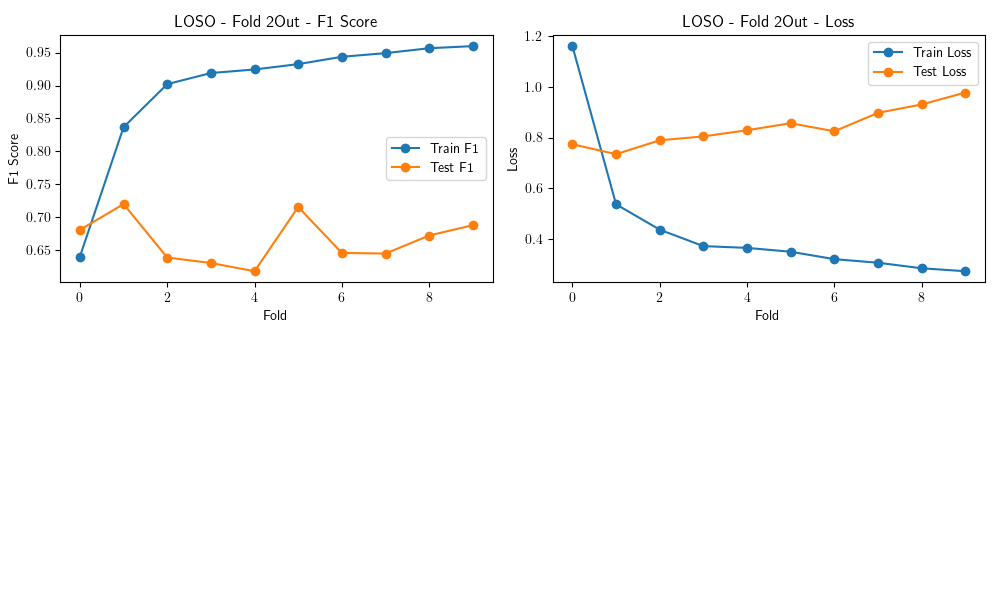 LOSO - Fold 2Out - F1 Score
F1 Score
0.95
0.90
0.85
0.80
0.75
0.70
0.65
Train F1
Test F1
0 2 4 6 8
Fold
LOSO - Fold 2Out - Loss
Loss
1.2
1.0
0.8
0.6
0.4
Train Loss
Test Loss
0 2 4 6 8
Fold